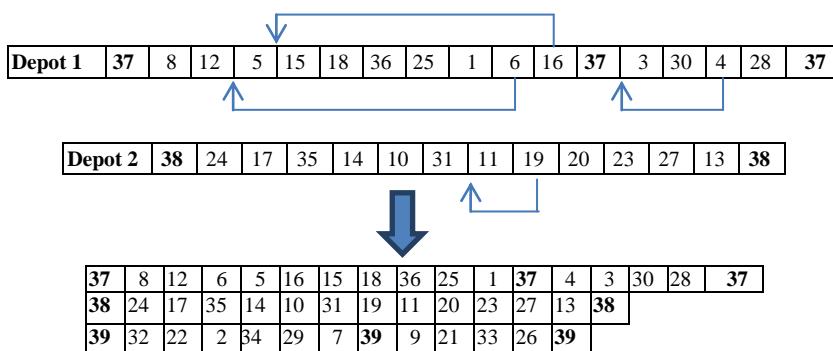 Depot 1 37 8 12 5 15 18 36 25 1 6 16 37 3 30 4 28 37
Depot 2 38 24 17 35 14 10 31 11 19 20 23 27 13 38
37 8 12 6 5 16 15 18 36 25 1 37 4 3 30 28 37
38 24 17 35 14 10 31 19 11 20 23 27 13 38
39 32 22 2 34 29 7 39 9 21 33 26 39